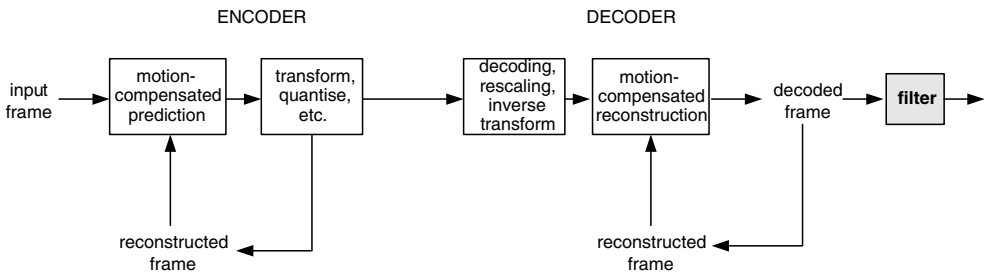 ENCODER
DECODER
input
frame
motion-
compensated
prediction
transform,
quantise,
etc.
decoding,
rescaling,
inverse
transform
motion-
compensated
reconstruction
decoded
frame
filter
reconstructed
frame
reconstructed
frame